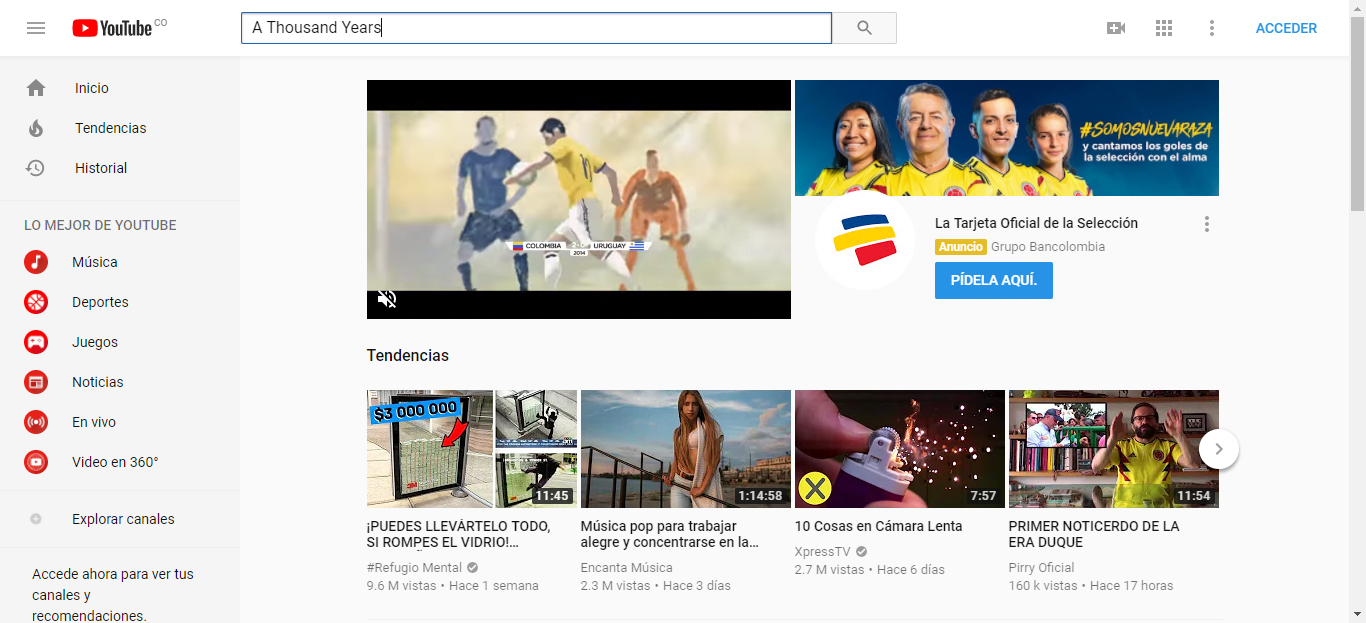 YouTube CO
A Thousand Years
ACCEDER
Inicio
Tendencias
Historial
LO MEJOR DE YOUTUBE
Música
Deportes
Juegos
Noticias
En vivo
Video en 360°
Explorar canales
Accede ahora para ver tus
canales y
recomendaciones.
COLOMBIA 2-0 URUGUAY
2014
#SOMOSNUEVARAZA
y cantamos los goles de
la selección con el alma
La Tarjeta Oficial de la Selección
Anuncio Grupo Bancolombia
PÍDELA AQUÍ.
Tendencias
$3 000 000
3M
11:45
¡PUEDES LLEVÁRTELO TODO,
SI ROMPES EL VIDRIO!...
#Refugio Mental
9.6 M vistas • Hace 1 semana
1:14:58
Música pop para trabajar
alegre y concentrarse en la...
Encanta Música
2.3 M vistas • Hace 3 días
7:57
10 Cosas en Cámara Lenta
XpressTV
2.7 M vistas • Hace 6 días
11:54
PRIMER NOTICERDO DE LA
ERA DUQUE
Pirry Oficial
160 k vistas • Hace 17 horas